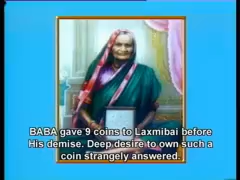 BABA gave 9 coins to Laxmibai before
His demise. Deep desire to own such a
coin strangely answered.